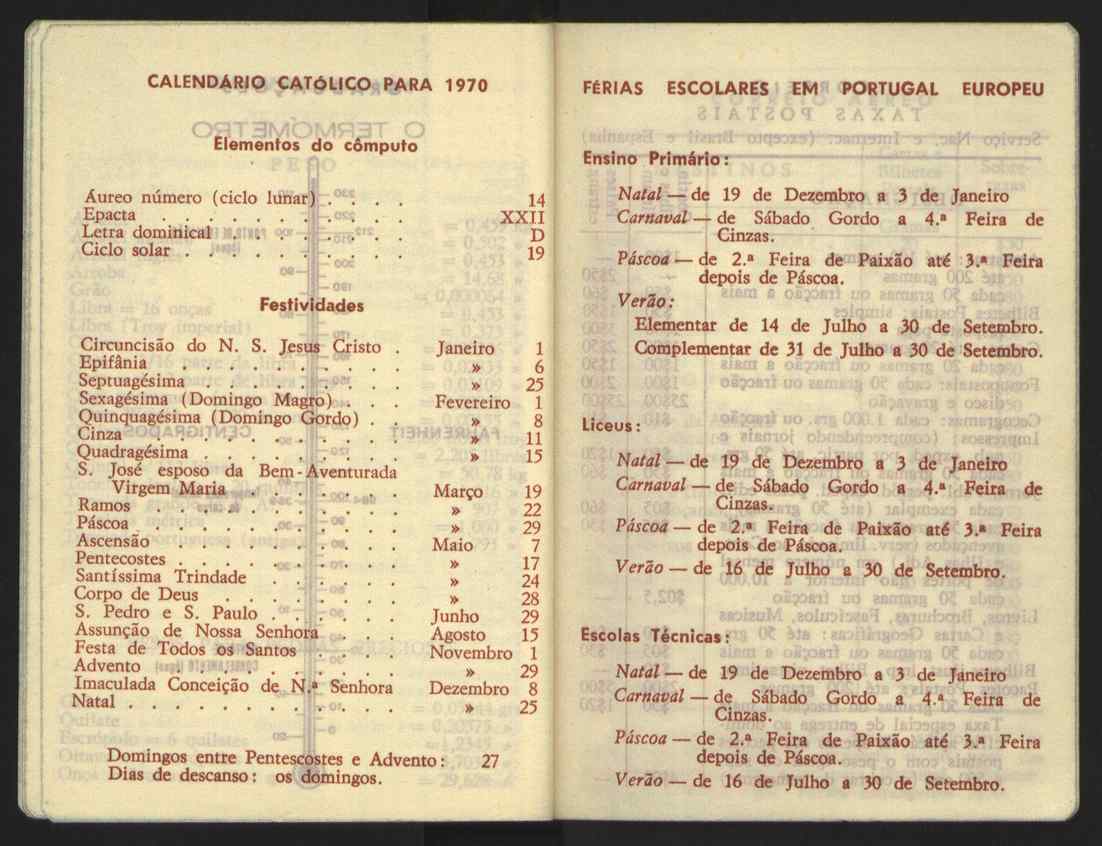 CALENDÁRIO CATÓLICO PARA 1970
Elementos do cômputo
Áureo número (ciclo lunar) . . . . 14
Epacta . . . . . . . . . . XXII
Letra dominical . . . . . . . . D
Ciclo solar . . . . . . . . . 19
Festividades
Circuncisão do N. S. Jesus Cristo . Janeiro 1
Epifânia . . . . . . . . . . » 6
Septuagésima . . . . . . . . » 25
Sexagésima (Domingo Magro) . . . Fevereiro 1
Quinquagésima (Domingo Gordo) . . » 8
Cinza . . . . . . . . . . » 11
Quadragésima . . . . . . . . » 15
S. José esposo da Bem-Aventurada
Virgem Maria . . . . . . . Março 19
Ramos . . . . . . . . . . » 22
Páscoa . . . . . . . . . . » 29
Ascensão . . . . . . . . . Maio 7
Pentecostes . . . . . . . . . » 17
Santíssima Trindade . . . . . . » 24
Corpo de Deus . . . . . . . . » 28
S. Pedro e S. Paulo . . . . . . Junho 29
Assunção de Nossa Senhora . . . . Agosto 15
Festa de Todos os Santos . . . . Novembro 1
Advento . . . . . . . . . . » 29
Imaculada Conceição de N.ª Senhora Dezembro 8
Natal . . . . . . . . . . . » 25
Domingos entre Pentescostes e Advento: 27
Dias de descanso: os domingos.
FÉRIAS ESCOLARES EM PORTUGAL EUROPEU
Ensino Primário:
Natal — de 19 de Dezembro a 3 de Janeiro
Carnaval — de Sábado Gordo a 4.ª Feira de
Cinzas.
Páscoa — de 2.ª Feira de Paixão até 3.ª Feira
depois de Páscoa.
Verão:
Elementar de 14 de Julho a 30 de Setembro.
Complementar de 31 de Julho a 30 de Setembro.
Liceus:
Natal — de 19 de Dezembro a 3 de Janeiro
Carnaval — de Sábado Gordo a 4.ª Feira de
Cinzas.
Páscoa — de 2.ª Feira de Paixão até 3.ª Feira
depois de Páscoa.
Verão — de 16 de Julho a 30 de Setembro.
Escolas Técnicas:
Natal — de 19 de Dezembro a 3 de Janeiro
Carnaval — de Sábado Gordo a 4.ª Feira de
Cinzas.
Páscoa — de 2.ª Feira de Paixão até 3.ª Feira
depois de Páscoa.
Verão — de 16 de Julho a 30 de Setembro.